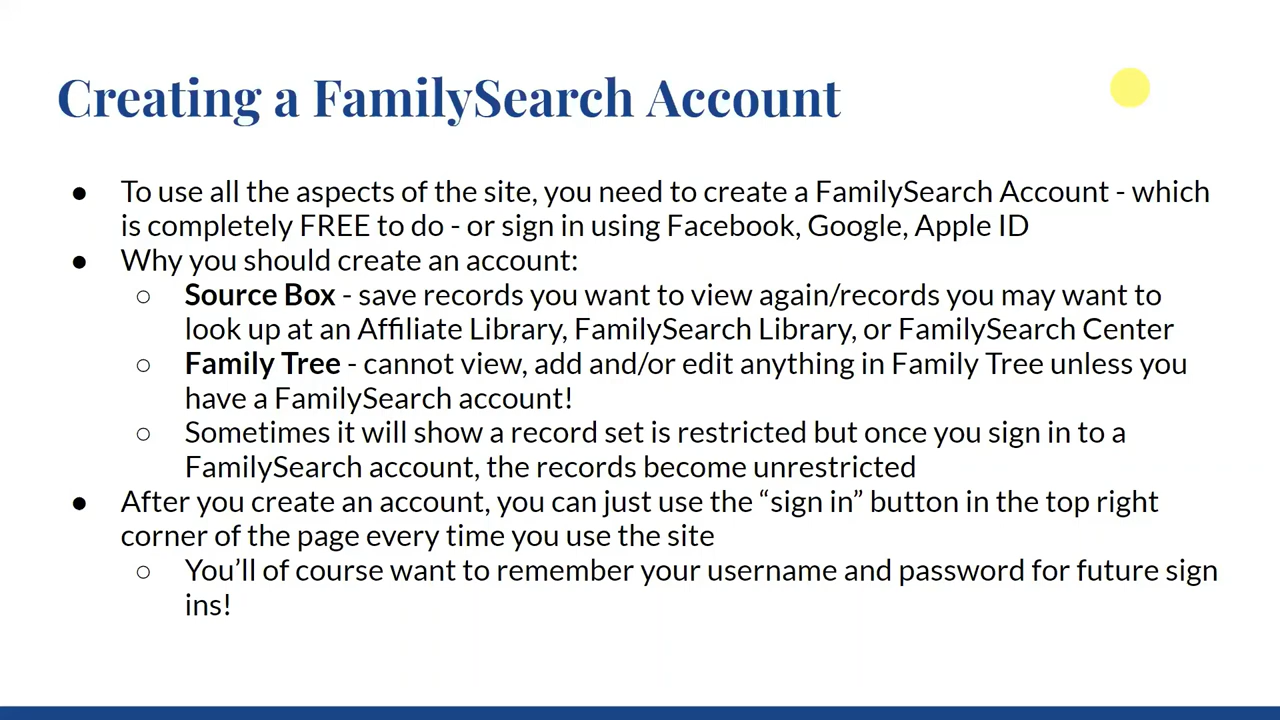 Creating a FamilySearch Account
● To use all the aspects of the site, you need to create a FamilySearch Account - which
is completely FREE to do - or sign in using Facebook, Google, Apple ID
● Why you should create an account:
○ Source Box - save records you want to view again/records you may want to
look up at an Affiliate Library, FamilySearch Library, or FamilySearch Center
○ Family Tree - cannot view, add and/or edit anything in Family Tree unless you
have a FamilySearch account!
○ Sometimes it will show a record set is restricted but once you sign in to a
FamilySearch account, the records become unrestricted
● After you create an account, you can just use the “sign in” button in the top right
corner of the page every time you use the site
○ You’ll of course want to remember your username and password for future sign
ins!